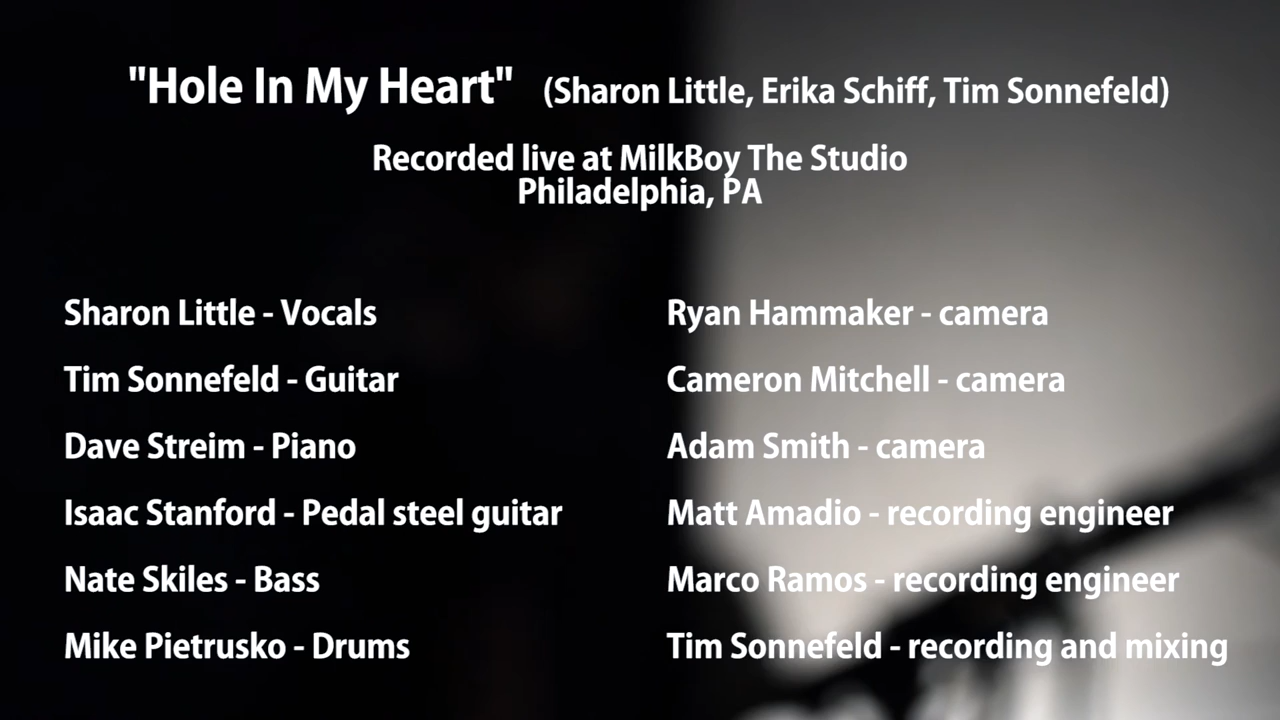 "Hole In My Heart" (Sharon Little, Erika Schiff, Tim Sonnefeld)
Recorded live at MilkBoy The Studio
Philadelphia, PA
Sharon Little - Vocals
Tim Sonnefeld - Guitar
Dave Streim - Piano
Isaac Stanford - Pedal steel guitar
Nate Skiles - Bass
Mike Pietrusko - Drums
Ryan Hammaker - camera
Cameron Mitchell - camera
Adam Smith - camera
Matt Amadio - recording engineer
Marco Ramos - recording engineer
Tim Sonnefeld - recording and mixing